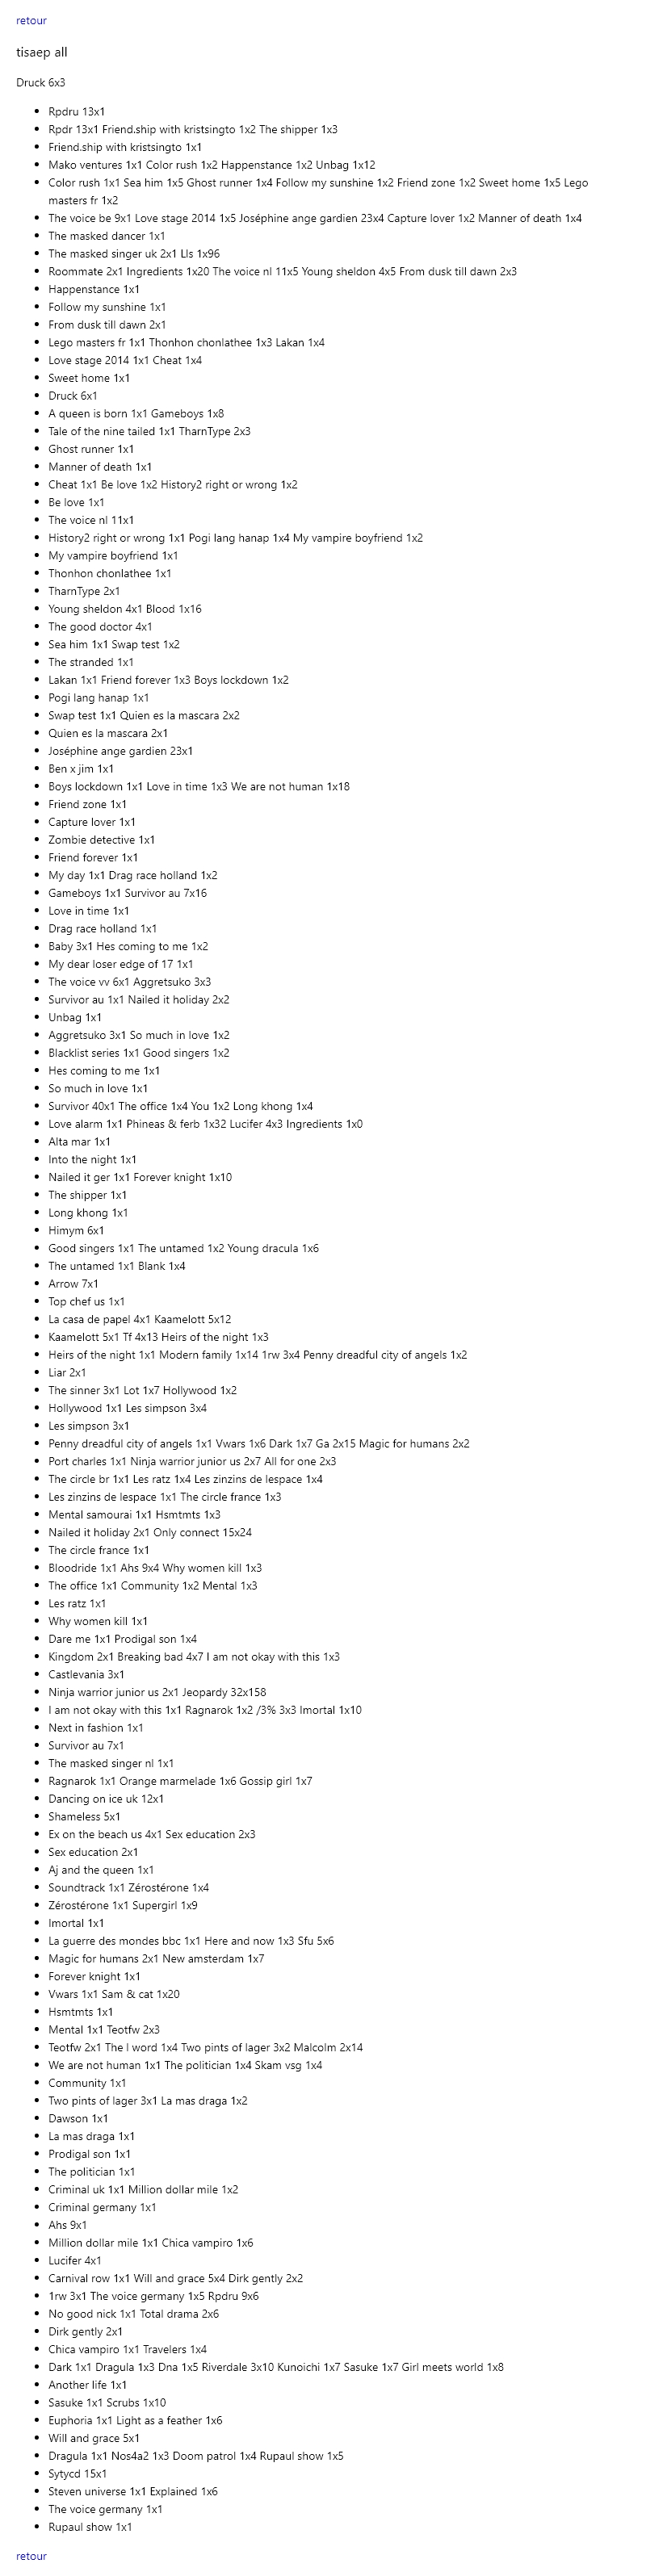 retour
tisaep all
Druck 6x3
Rpdru 13x1
Rpdr 13x1 Friend.ship with kristsingto 1x2 The shipper 1x3
Friend.ship with kristsingto 1x1
Mako ventures 1x1 Color rush 1x2 Happenstance 1x2 Unbag 1x12
Color rush 1x1 Sea him 1x5 Ghost runner 1x4 Follow my sunshine 1x2 Friend zone 1x2 Sweet home 1x5 Lego
masters fr 1x2
The voice be 9x1 Love stage 2014 1x5 Joséphine ange gardien 23x4 Capture lover 1x2 Manner of death 1x4
The masked dancer 1x1
The masked singer uk 2x1 Lls 1x96
Roommate 2x1 Ingredients 1x20 The voice nl 11x5 Young sheldon 4x5 From dusk till dawn 2x3
Happenstance 1x1
Follow my sunshine 1x1
From dusk till dawn 2x1
Lego masters fr 1x1 Thonhon chonlathee 1x3 Lakan 1x4
Love stage 2014 1x1 Cheat 1x4
Sweet home 1x1
Druck 6x1
A queen is born 1x1 Gameboys 1x8
Tale of the nine tailed 1x1 TharnType 2x3
Ghost runner 1x1
Manner of death 1x1
Cheat 1x1 Be love 1x2 History2 right or wrong 1x2
Be love 1x1
The voice nl 11x1
History2 right or wrong 1x1 Pogi lang hanap 1x4 My vampire boyfriend 1x2
My vampire boyfriend 1x1
Thonhon chonlathee 1x1
TharnType 2x1
Young sheldon 4x1 Blood 1x16
The good doctor 4x1
Sea him 1x1 Swap test 1x2
The stranded 1x1
Lakan 1x1 Friend forever 1x3 Boys lockdown 1x2
Pogi lang hanap 1x1
Swap test 1x1 Quien es la mascara 2x2
Quien es la mascara 2x1
Joséphine ange gardien 23x1
Ben x jim 1x1
Boys lockdown 1x1 Love in time 1x3 We are not human 1x18
Friend zone 1x1
Capture lover 1x1
Zombie detective 1x1
Friend forever 1x1
My day 1x1 Drag race holland 1x2
Gameboys 1x1 Survivor au 7x16
Love in time 1x1
Drag race holland 1x1
Baby 3x1 Hes coming to me 1x2
My dear loser edge of 17 1x1
The voice vv 6x1 Aggretsuko 3x3
Survivor au 1x1 Nailed it holiday 2x2
Unbag 1x1
Aggretsuko 3x1 So much in love 1x2
Blacklist series 1x1 Good singers 1x2
Hes coming to me 1x1
So much in love 1x1
Survivor 40x1 The office 1x4 You 1x2 Long khong 1x4
Love alarm 1x1 Phineas & ferb 1x32 Lucifer 4x3 Ingredients 1x0
Alta mar 1x1
Into the night 1x1
Nailed it ger 1x1 Forever knight 1x10
The shipper 1x1
Long khong 1x1
Himym 6x1
Good singers 1x1 The untamed 1x2 Young dracula 1x6
The untamed 1x1 Blank 1x4
Arrow 7x1
Top chef us 1x1
La casa de papel 4x1 Kaamelott 5x12
Kaamelott 5x1 Tf 4x13 Heirs of the night 1x3
Heirs of the night 1x1 Modern family 1x14 1rw 3x4 Penny dreadful city of angels 1x2
Liar 2x1
The sinner 3x1 Lot 1x7 Hollywood 1x2
Hollywood 1x1 Les simpson 3x4
Les simpson 3x1
Penny dreadful city of angels 1x1 Vwars 1x6 Dark 1x7 Ga 2x15 Magic for humans 2x2
Port charles 1x1 Ninja warrior junior us 2x7 All for one 2x3
The circle br 1x1 Les ratz 1x4 Les zinzins de lespace 1x4
Les zinzins de lespace 1x1 The circle france 1x3
Mental samourai 1x1 Hsmtmts 1x3
Nailed it holiday 2x1 Only connect 15x24
The circle france 1x1
Bloodride 1x1 Ahs 9x4 Why women kill 1x3
The office 1x1 Community 1x2 Mental 1x3
Les ratz 1x1
Why women kill 1x1
Dare me 1x1 Prodigal son 1x4
Kingdom 2x1 Breaking bad 4x7 I am not okay with this 1x3
Castlevania 3x1
Ninja warrior junior us 2x1 Jeopardy 32x158
I am not okay with this 1x1 Ragnarok 1x2 /3% 3x3 Imortal 1x10
Next in fashion 1x1
Survivor au 7x1
The masked singer nl 1x1
Ragnarok 1x1 Orange marmelade 1x6 Gossip girl 1x7
Dancing on ice uk 12x1
Shameless 5x1
Ex on the beach us 4x1 Sex education 2x3
Sex education 2x1
Aj and the queen 1x1
Soundtrack 1x1 Zérostérone 1x4
Zérostérone 1x1 Supergirl 1x9
Imortal 1x1
La guerre des mondes bbc 1x1 Here and now 1x3 Sfu 5x6
Magic for humans 2x1 New amsterdam 1x7
Forever knight 1x1
Vwars 1x1 Sam & cat 1x20
Hsmtmts 1x1
Mental 1x1 Teotfw 2x3
Teotfw 2x1 The l word 1x4 Two pints of lager 3x2 Malcolm 2x14
We are not human 1x1 The politician 1x4 Skam vsg 1x4
Community 1x1
Two pints of lager 3x1 La mas draga 1x2
Dawson 1x1
La mas draga 1x1
Prodigal son 1x1
The politician 1x1
Criminal uk 1x1 Million dollar mile 1x2
Criminal germany 1x1
Ahs 9x1
Million dollar mile 1x1 Chica vampiro 1x6
Lucifer 4x1
Carnival row 1x1 Will and grace 5x4 Dirk gently 2x2
1rw 3x1 The voice germany 1x5 Rpdru 9x6
No good nick 1x1 Total drama 2x6
Dirk gently 2x1
Chica vampiro 1x1 Travelers 1x4
Dark 1x1 Dragula 1x3 Dna 1x5 Riverdale 3x10 Kunoichi 1x7 Sasuke 1x7 Girl meets world 1x8
Another life 1x1
Sasuke 1x1 Scrubs 1x10
Euphoria 1x1 Light as a feather 1x6
Will and grace 5x1
Dragula 1x1 Nos4a2 1x3 Doom patrol 1x4 Rupaul show 1x5
Sytycd 15x1
Steven universe 1x1 Explained 1x6
The voice germany 1x1
Rupaul show 1x1
retour